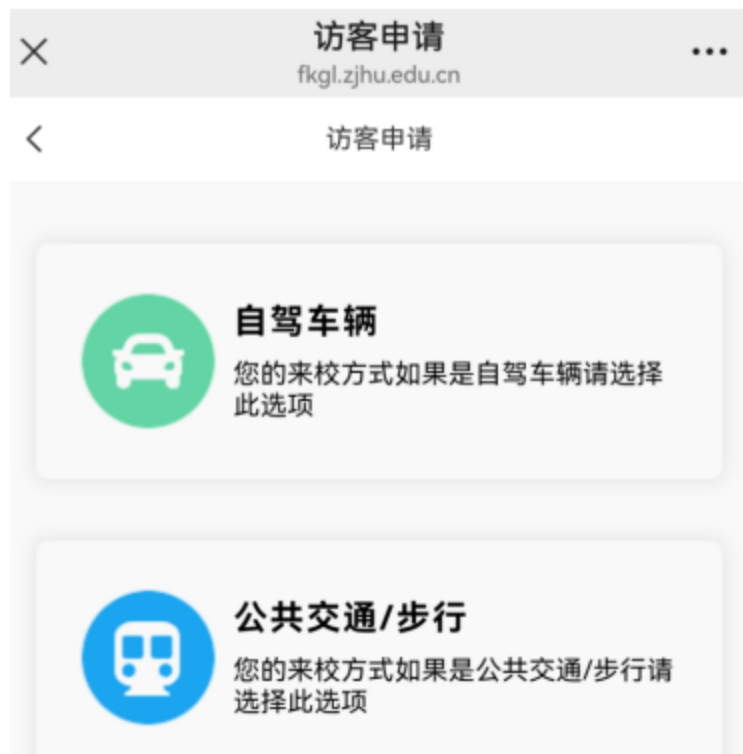 访客申请
fkgl.zjhu.edu.cn
访客申请
自驾车辆
您的来校方式如果是自驾车辆请选择
此选项
公共交通/步行
您的来校方式如果是公共交通/步行请
选择此选项